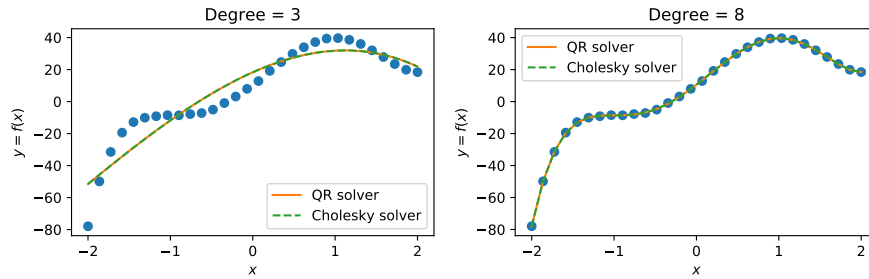 Degree = 3
40
20
0
−20
−40
−60
−80
y = f(x)
QR solver
Cholesky solver
−2
−1
0
1
2
x
Degree = 8
40
20
0
−20
−40
−60
−80
y = f(x)
QR solver
Cholesky solver
−2
−1
0
1
2
x